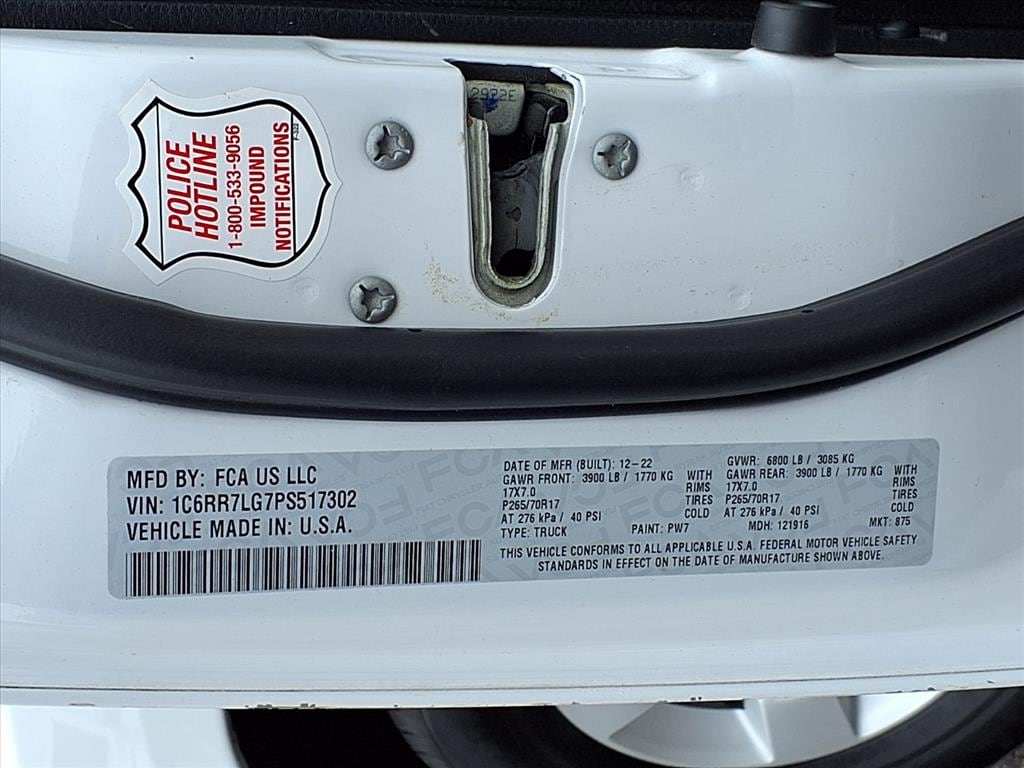 2972E
POLICE
HOTLINE
1-800-533-9056
IMPOUND
NOTIFICATIONS
F-322
MFD BY: FCA US LLC
VIN: 1C6RR7LG7PS517302
VEHICLE MADE IN: U.S.A.
DATE OF MFR (BUILT): 12-22
GAWR FRONT: 3900 LB / 1770 KG WITH
17X7.0 RIMS
P265/70R17 TIRES
AT 276 kPa / 40 PSI COLD
TYPE: TRUCK PAINT: PW7
GVWR: 6800 LB / 3085 KG
GAWR REAR: 3900 LB / 1770 KG WITH
17X7.0 RIMS
P265/70R17 TIRES
AT 276 kPa / 40 PSI COLD
MDH: 121916 MKT: 875
THIS VEHICLE CONFORMS TO ALL APPLICABLE U.S.A. FEDERAL MOTOR VEHICLE SAFETY
STANDARDS IN EFFECT ON THE DATE OF MANUFACTURE SHOWN ABOVE.